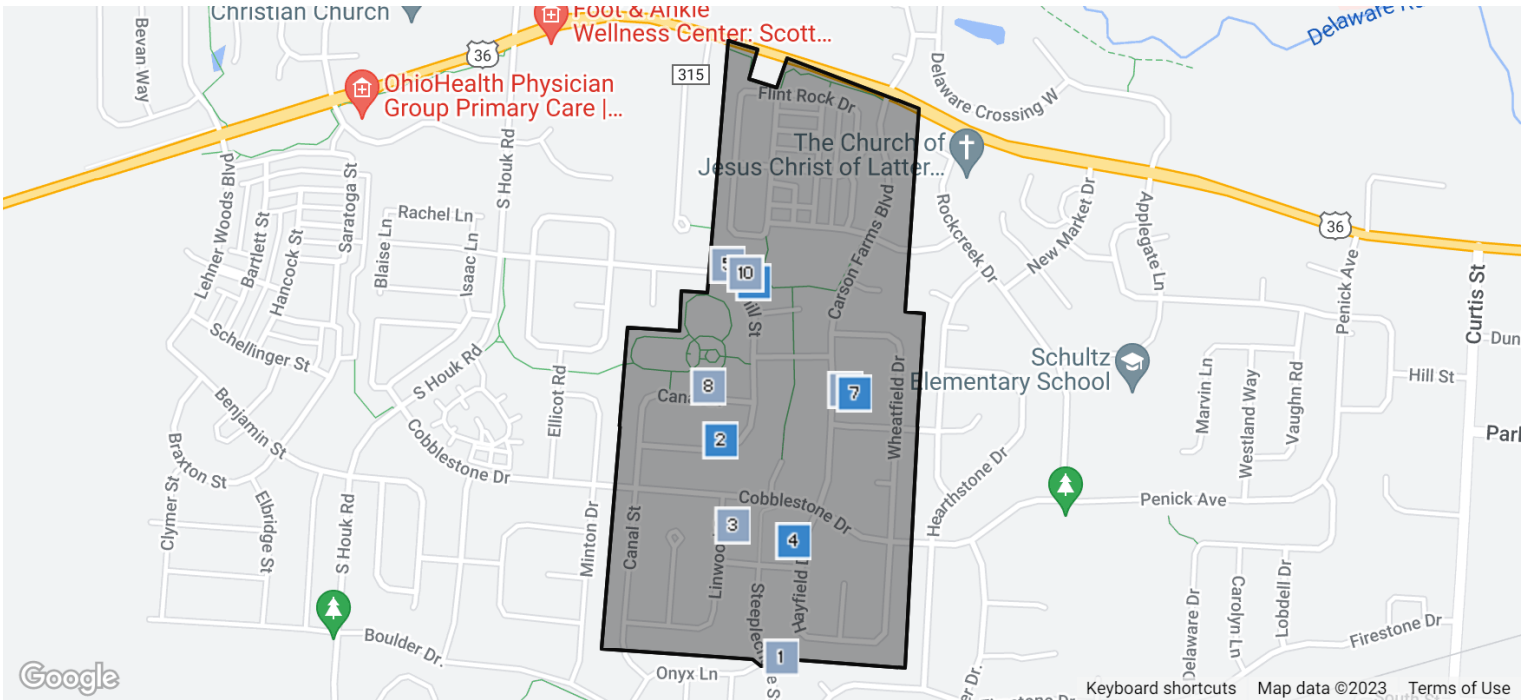 Christian Church
Foot & Ankle
Wellness Center: Scott...
Delaware
Bevan Way
36
315
OhioHealth Physician
Group Primary Care |...
S Houk Rd
Flint Rock Dr
Delaware Crossing W
The Church of
Jesus Christ of Latter...
Lehner Woods Blvd
Bartlett St
Hancock St
Saratoga St
Rachel Ln
Blaise Ln
Isaac Ln
Carson Farms Blvd
Rockcreek Dr
New Market Dr
Applegate Ln
36
Penick Ave
Curtis St
5
10
Schellinger St
S Houk Rd
Ellicot Rd
8
7
2
Wheatfield Dr
Schultz
Elementary School
Marvin Ln
Westland Way
Vaughn Rd
Hill St
Benjamin St
Braxton St
Clymer St
Elbridge St
S Houk Rd
Cobblestone Dr
Minton Dr
Canal St
Cobblestone Dr
3
4
Hearthstone Dr
Penick Ave
Hayfield
1
Boulder Dr.
Onyx Ln
Delaware Dr
Carolyn Ln
Lobdell Dr
Firestone Dr
Google
Keyboard shortcuts
Map data ©2023
Terms of Use